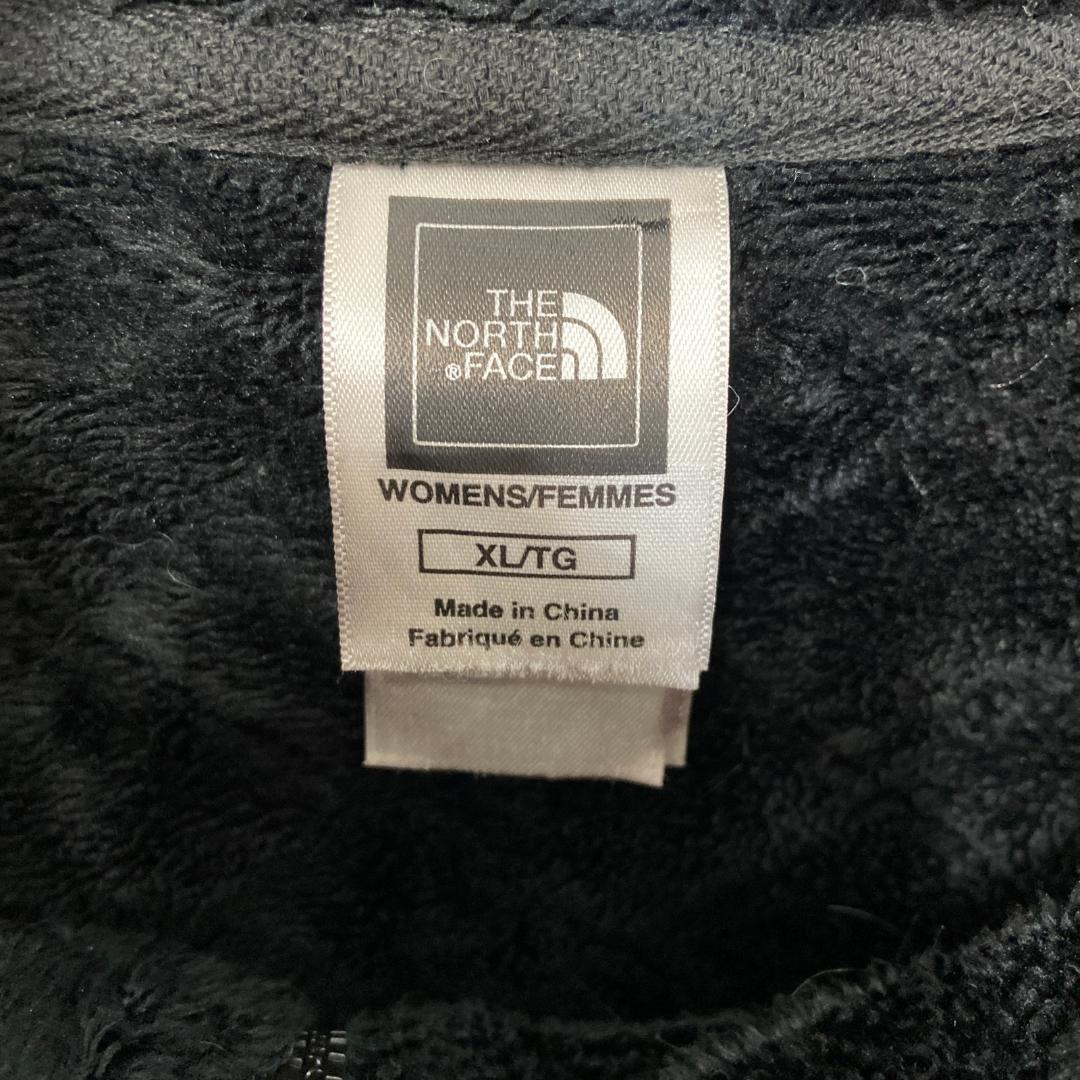 THE
NORTH
®FACE
WOMENS/FEMMES
XL/TG
Made in China
Fabriqué en Chine